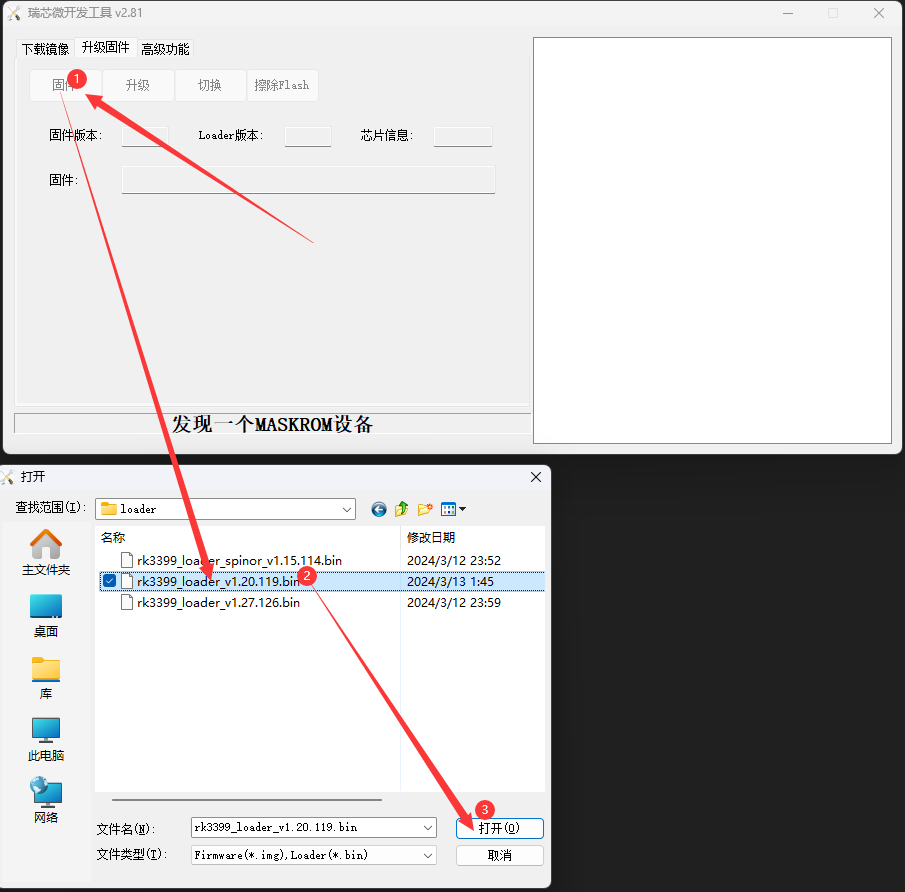 瑞芯微开发工具 v2.81
下载镜像 升级固件 高级功能
固件 1 升级 切换 擦除Flash
固件版本: Loader版本: 芯片信息:
固件:
发现一个MASKROM设备
打开
查找范围(I): loader
名称 修改日期
rk3399_loader_spinor_v1.15.114.bin 2024/3/12 23:52
rk3399_loader_v1.20.119.bin 2 2024/3/13 1:45
rk3399_loader_v1.27.126.bin 2024/3/12 23:59
主文件夹
桌面
库
此电脑
网络
3
文件名(N): rk3399_loader_v1.20.119.bin 打开(O)
文件类型(T): Firmware(*.img),Loader(*.bin) 取消